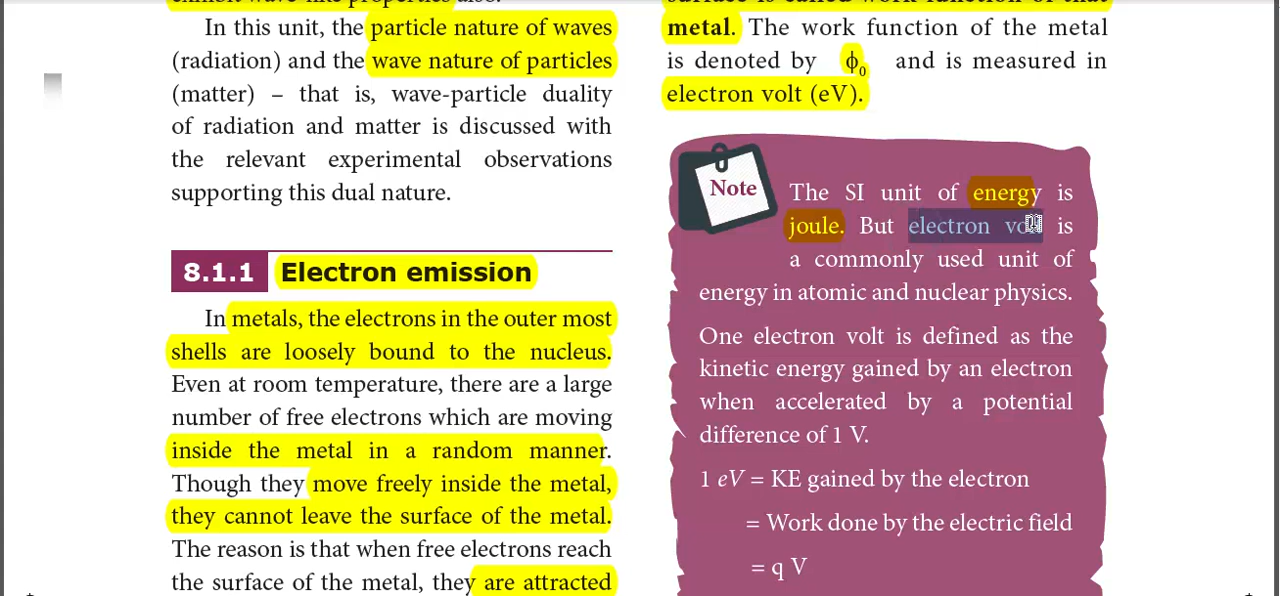 In this unit, the particle nature of waves
(radiation) and the wave nature of particles
(matter) – that is, wave-particle duality
of radiation and matter is discussed with
the relevant experimental observations
supporting this dual nature.
8.1.1 Electron emission
In metals, the electrons in the outer most
shells are loosely bound to the nucleus.
Even at room temperature, there are a large
number of free electrons which are moving
inside the metal in a random manner.
Though they move freely inside the metal,
they cannot leave the surface of the metal.
The reason is that when free electrons reach
the surface of the metal, they are attracted
metal. The work function of the metal
is denoted by ϕ₀ and is measured in
electron volt (eV).
Note
The SI unit of energy is
joule. But electron volt is
a commonly used unit of
energy in atomic and nuclear physics.
One electron volt is defined as the
kinetic energy gained by an electron
when accelerated by a potential
difference of 1 V.
1 eV = KE gained by the electron
= Work done by the electric field
= q V